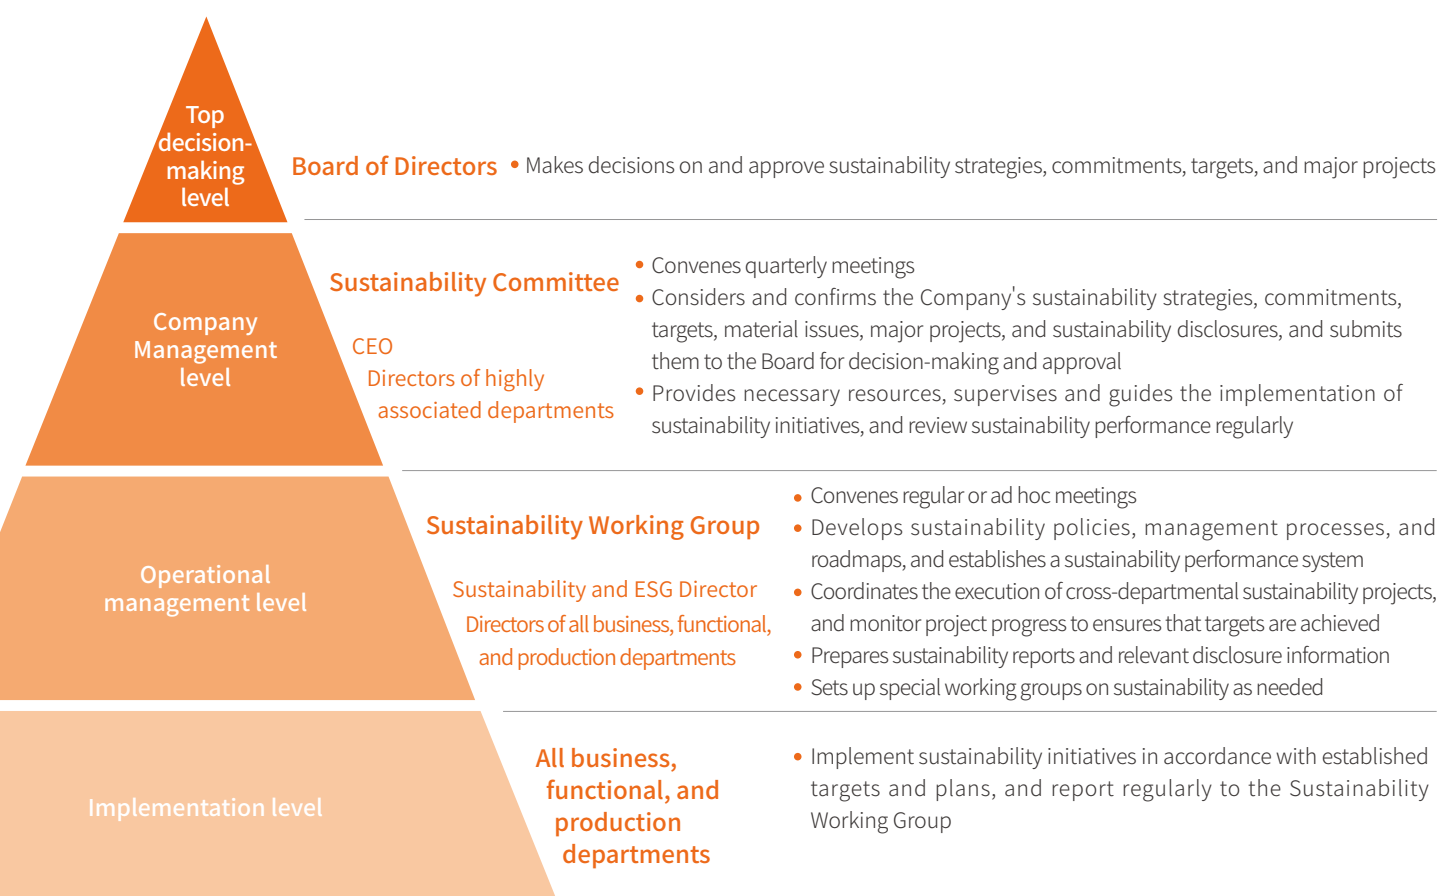 Top
decision-
making
level
Board of Directors
• Makes decisions on and approve sustainability strategies, commitments, targets, and major projects
Company
Management
level
Sustainability Committee
CEO
Directors of highly
associated departments
• Convenes quarterly meetings
• Considers and confirms the Company's sustainability strategies, commitments,
targets, material issues, major projects, and sustainability disclosures, and submits
them to the Board for decision-making and approval
• Provides necessary resources, supervises and guides the implementation of
sustainability initiatives, and review sustainability performance regularly
Operational
management level
Sustainability Working Group
Sustainability and ESG Director
Directors of all business, functional,
and production departments
• Convenes regular or ad hoc meetings
• Develops sustainability policies, management processes, and
roadmaps, and establishes a sustainability performance system
• Coordinates the execution of cross-departmental sustainability projects,
and monitor project progress to ensures that targets are achieved
• Prepares sustainability reports and relevant disclosure information
• Sets up special working groups on sustainability as needed
Implementation level
All business,
functional, and
production
departments
• Implement sustainability initiatives in accordance with established
targets and plans, and report regularly to the Sustainability
Working Group